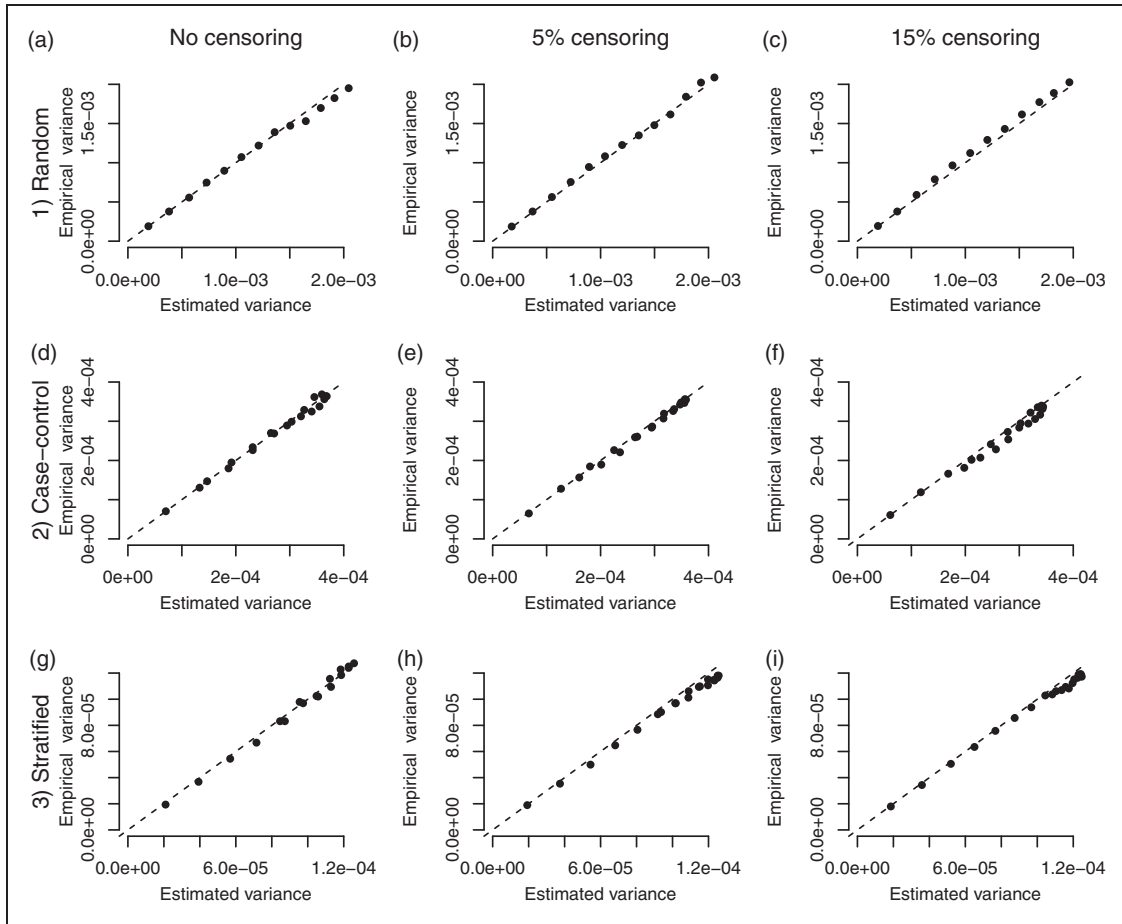 (a) No censoring
(b) 5% censoring
(c) 15% censoring
1) Random
Empirical variance
0.0e+00 1.5e−03
0.0e+00 1.0e−03 2.0e−03
Estimated variance
Empirical variance
0.0e+00 1.5e−03
0.0e+00 1.0e−03 2.0e−03
Estimated variance
Empirical variance
0.0e+00 1.5e−03
0.0e+00 1.0e−03 2.0e−03
Estimated variance
2) Case−control
(d)
Empirical variance
0e+00 2e−04 4e−04
0e+00 2e−04 4e−04
Estimated variance
(e)
Empirical variance
0e+00 2e−04 4e−04
0e+00 2e−04 4e−04
Estimated variance
(f)
Empirical variance
0e+00 2e−04 4e−04
0e+00 2e−04 4e−04
Estimated variance
3) Stratified
(g)
Empirical variance
0.0e+00 8.0e−05
0.0e+00 6.0e−05 1.2e−04
Estimated variance
(h)
Empirical variance
0.0e+00 8.0e−05
0.0e+00 6.0e−05 1.2e−04
Estimated variance
(i)
Empirical variance
0.0e+00 8.0e−05
0.0e+00 6.0e−05 1.2e−04
Estimated variance